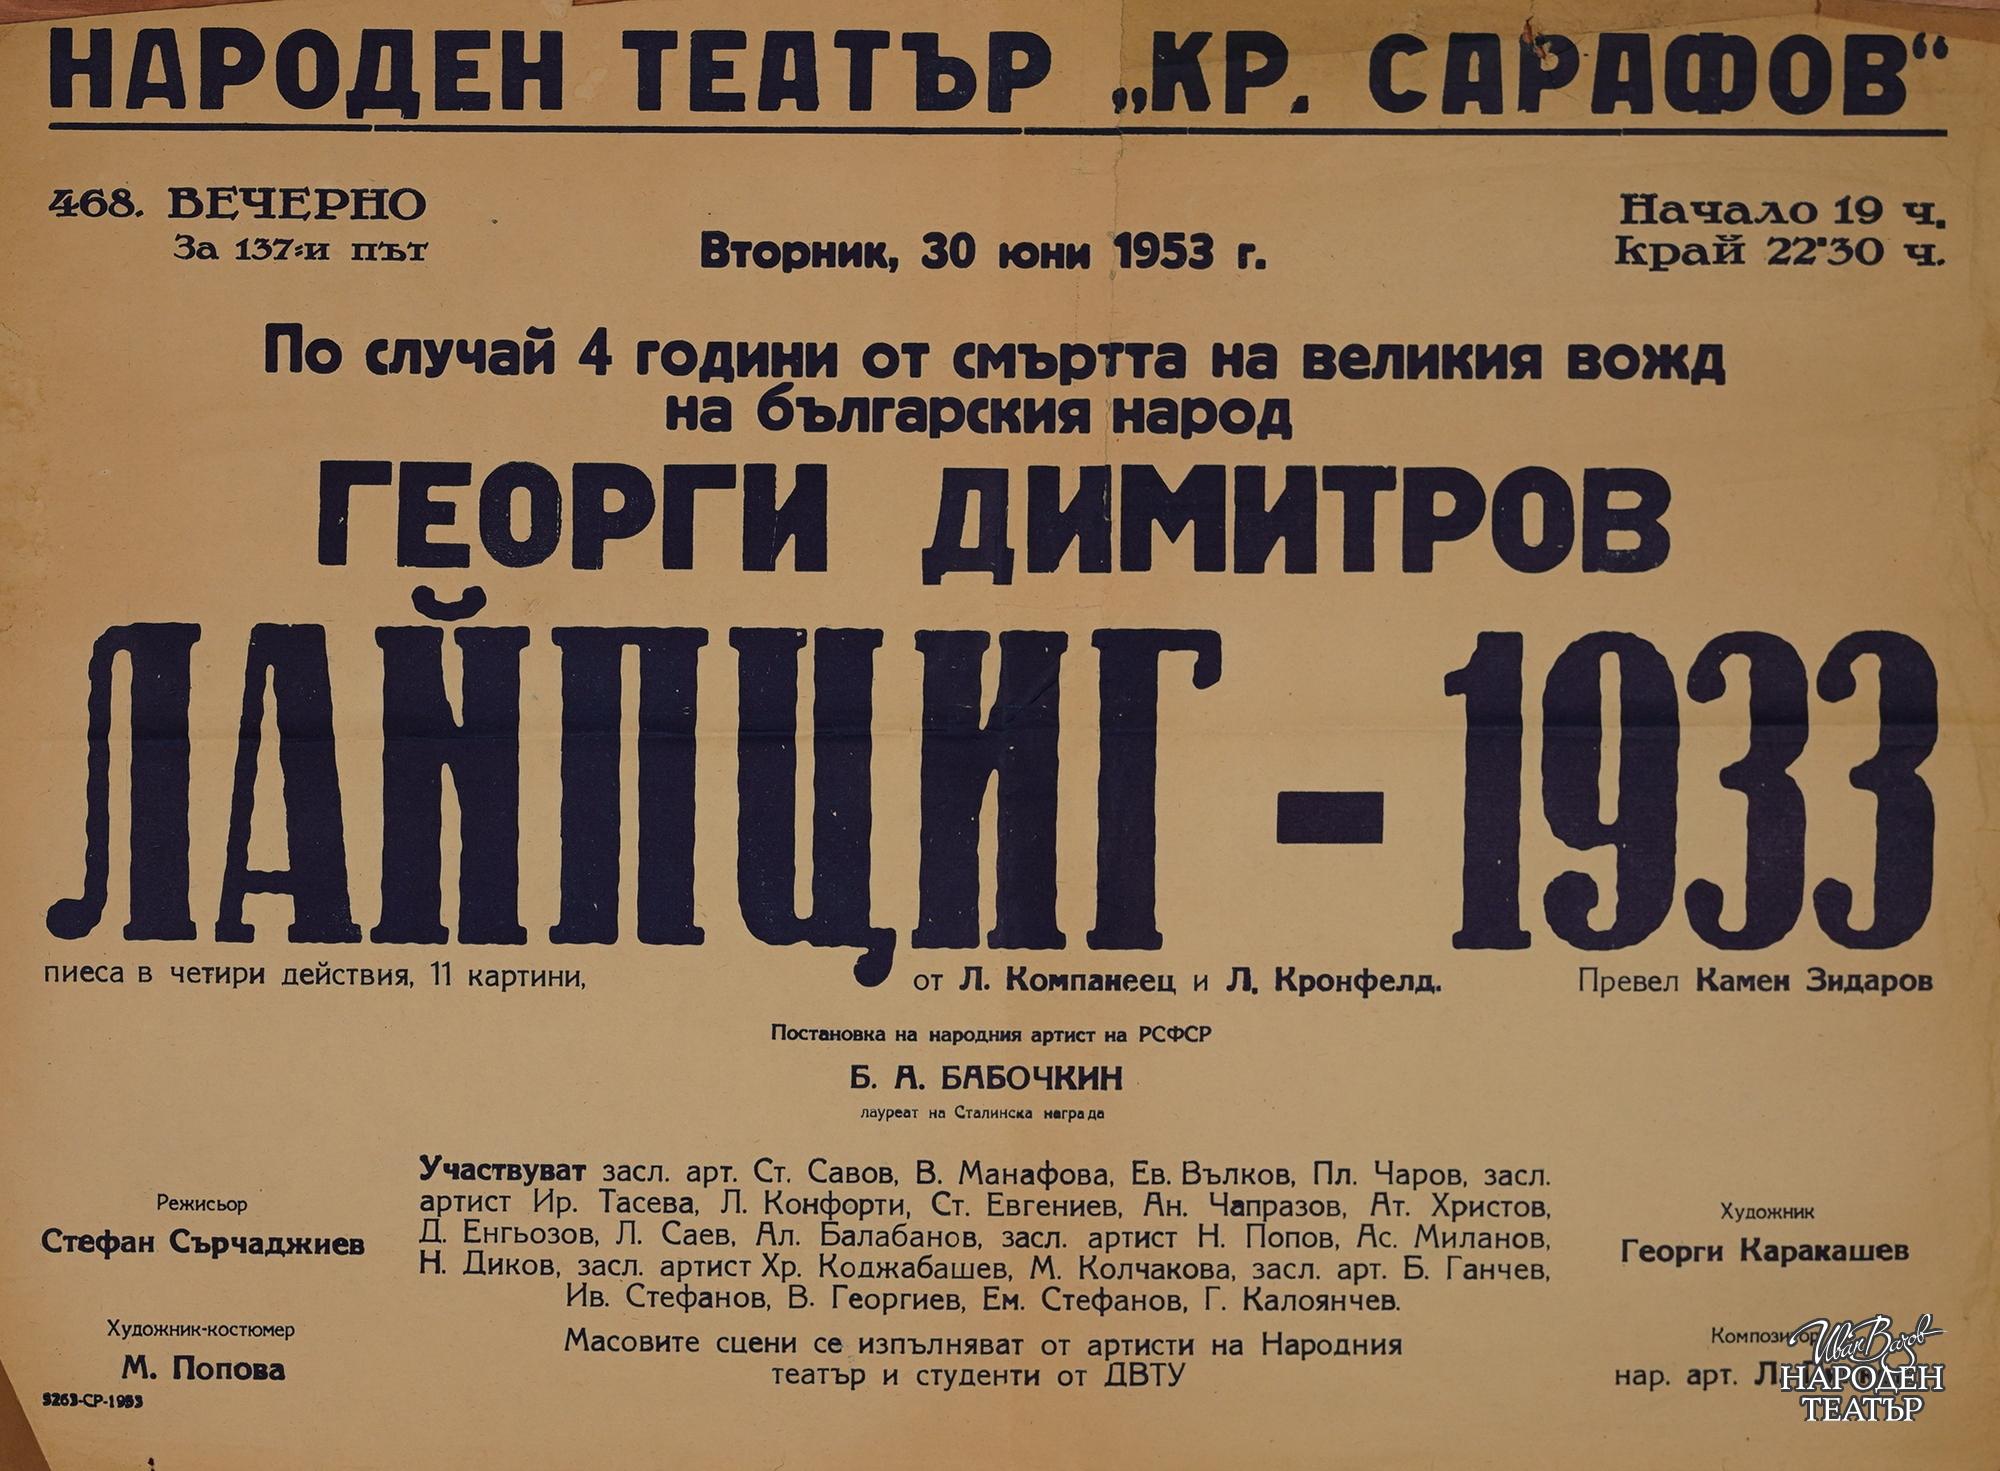 НАРОДЕН ТЕАТЪР „КР. САРАФОВ“
468. ВЕЧЕРНО
За 137-и път
Вторник, 30 юни 1953 г.
Начало 19 ч.
Край 22·30 ч.
По случай 4 години от смъртта на великия вожд
на българския народ
ГЕОРГИ ДИМИТРОВ
ЛАЙПЦИГ - 1933
пиеса в четири действия, 11 картини,
от Л. Компанеец и Л. Кронфелд.
Превел Камен Зидаров
Постановка на народния артист на РСФСР
Б. А. БАБОЧКИН
лауреат на Сталинска награда
Режисьор
Стефан Сърчаджиев
Художник-костюмер
М. Попова
Участвуват засл. арт. Ст. Савов, В. Манафова, Ев. Вълков, Пл. Чаров, засл.
артист Ир. Тасева, Л. Конфорти, Ст. Евгениев, Ан. Чапразов, Ат. Христов,
Д. Енгьозов, Л. Саев, Ал. Балабанов, засл. артист Н. Попов, Ас. Миланов,
Н. Диков, засл. артист Хр. Коджабашев, М. Колчакова, засл. арт. Б. Ганчев,
Ив. Стефанов, В. Георгиев, Ем. Стефанов, Г. Калоянчев.
Масовите сцени се изпълняват от артисти на Народния
театър и студенти от ДВТУ
Художник
Георги Каракашев
Композитор
нар. арт. Л.
9263-СР-1953
Иван Вазов
НАРОДЕН
ТЕАТЪР